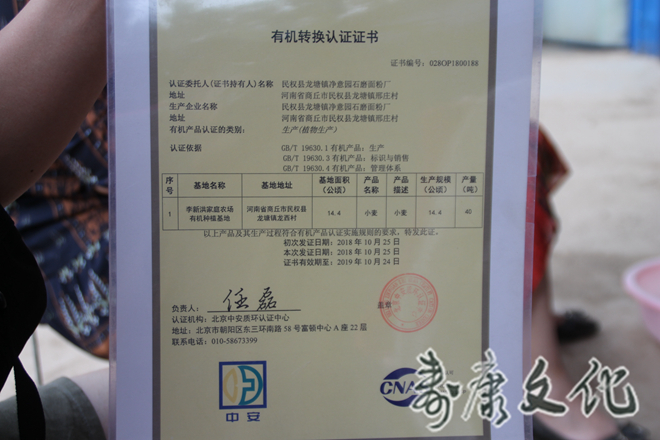 有机转换认证证书
证书编号：028OP1800188
认证委托人(证书持有人)名称 民权县龙塘镇净意园石磨面粉厂
地址 河南省商丘市民权县龙塘镇邢庄村
生产企业名称 民权县龙塘镇净意园石磨面粉厂
地址 河南省商丘市民权县龙塘镇邢庄村
有机产品认证的类别： 生产(植物生产)
认证依据 GB/T 19630.1 有机产品：生产
GB/T 19630.3 有机产品：标识与销售
GB/T 19630.4 有机产品：管理体系
序号 基地名称 基地地址 基地面积(公顷) 产品名称 产品描述 生产规模(公顷) 产量(吨)
1 李新洪家庭农场有机种植基地 河南省商丘市民权县龙塘镇龙西村 14.4 小麦 小麦 14.4 40
以上产品及其生产过程符合有机产品认证实施规则的要求，特发此证。
初次发证日期：2018 年 10 月 25 日
本次发证日期：2018 年 10 月 25 日
证书有效期至：2019 年 10 月 24 日
负责人： 任磊 盖章
认证机构：北京中安质环认证中心
地址：北京市朝阳区东三环南路 58 号富顿中心 A 座 22 层
联系电话：010-58673399
中安
CNA
寿康文化